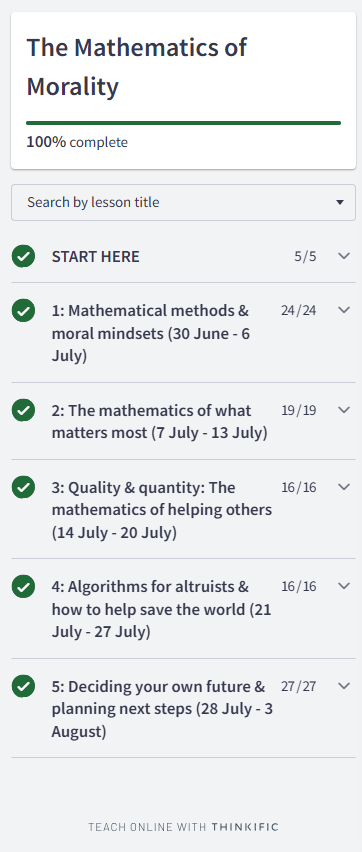 The Mathematics of
Morality
100% complete
Search by lesson title
START HERE 5/5
1: Mathematical methods & 24/24
moral mindsets (30 June - 6
July)
2: The mathematics of what 19/19
matters most (7 July - 13 July)
3: Quality & quantity: The 16/16
mathematics of helping others
(14 July - 20 July)
4: Algorithms for altruists & 16/16
how to help save the world (21
July - 27 July)
5: Deciding your own future & 27/27
planning next steps (28 July - 3
August)
TEACH ONLINE WITH THINKIFIC